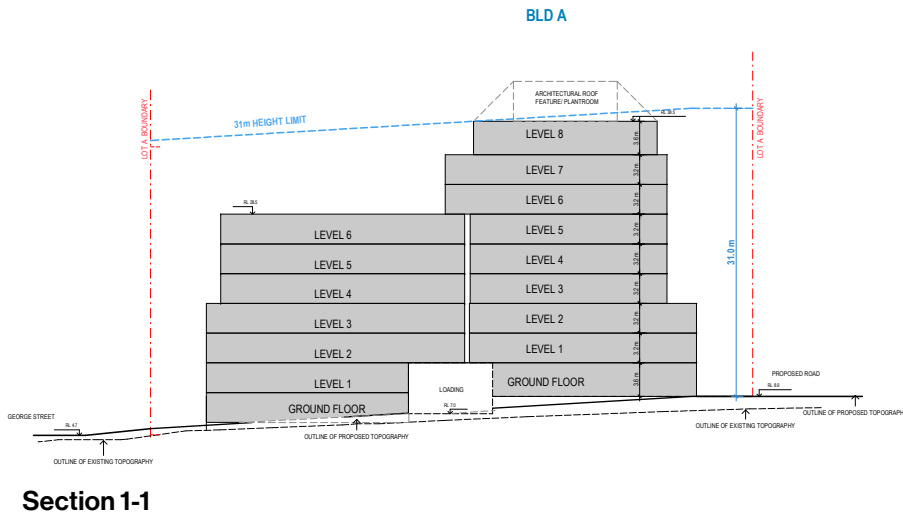 BLD A
ARCHITECTURAL ROOF
FEATURE/ PLANTROOM
31m HEIGHT LIMIT
LOT A BOUNDARY
LOT A BOUNDARY
LEVEL 8
3.6 m
LEVEL 7
3.2 m
LEVEL 6
3.2 m
RL 28.5
LEVEL 6
LEVEL 5
3.2 m
LEVEL 5
LEVEL 4
3.2 m
31.0 m
LEVEL 4
LEVEL 3
3.2 m
LEVEL 3
LEVEL 2
3.2 m
LEVEL 2
LEVEL 1
3.2 m
LEVEL 1
LOADING
GROUND FLOOR
3.6 m
PROPOSED ROAD
RL 8.8
GROUND FLOOR
RL 7.0
GEORGE STREET
RL 4.7
OUTLINE OF PROPOSED TOPOGRAPHY
OUTLINE OF PROPOSED TOPOGRAPH
OUTLINE OF EXISTING TOPOGRAPHY
OUTLINE OF EXISTING TOPOGRAPHY
Section 1-1